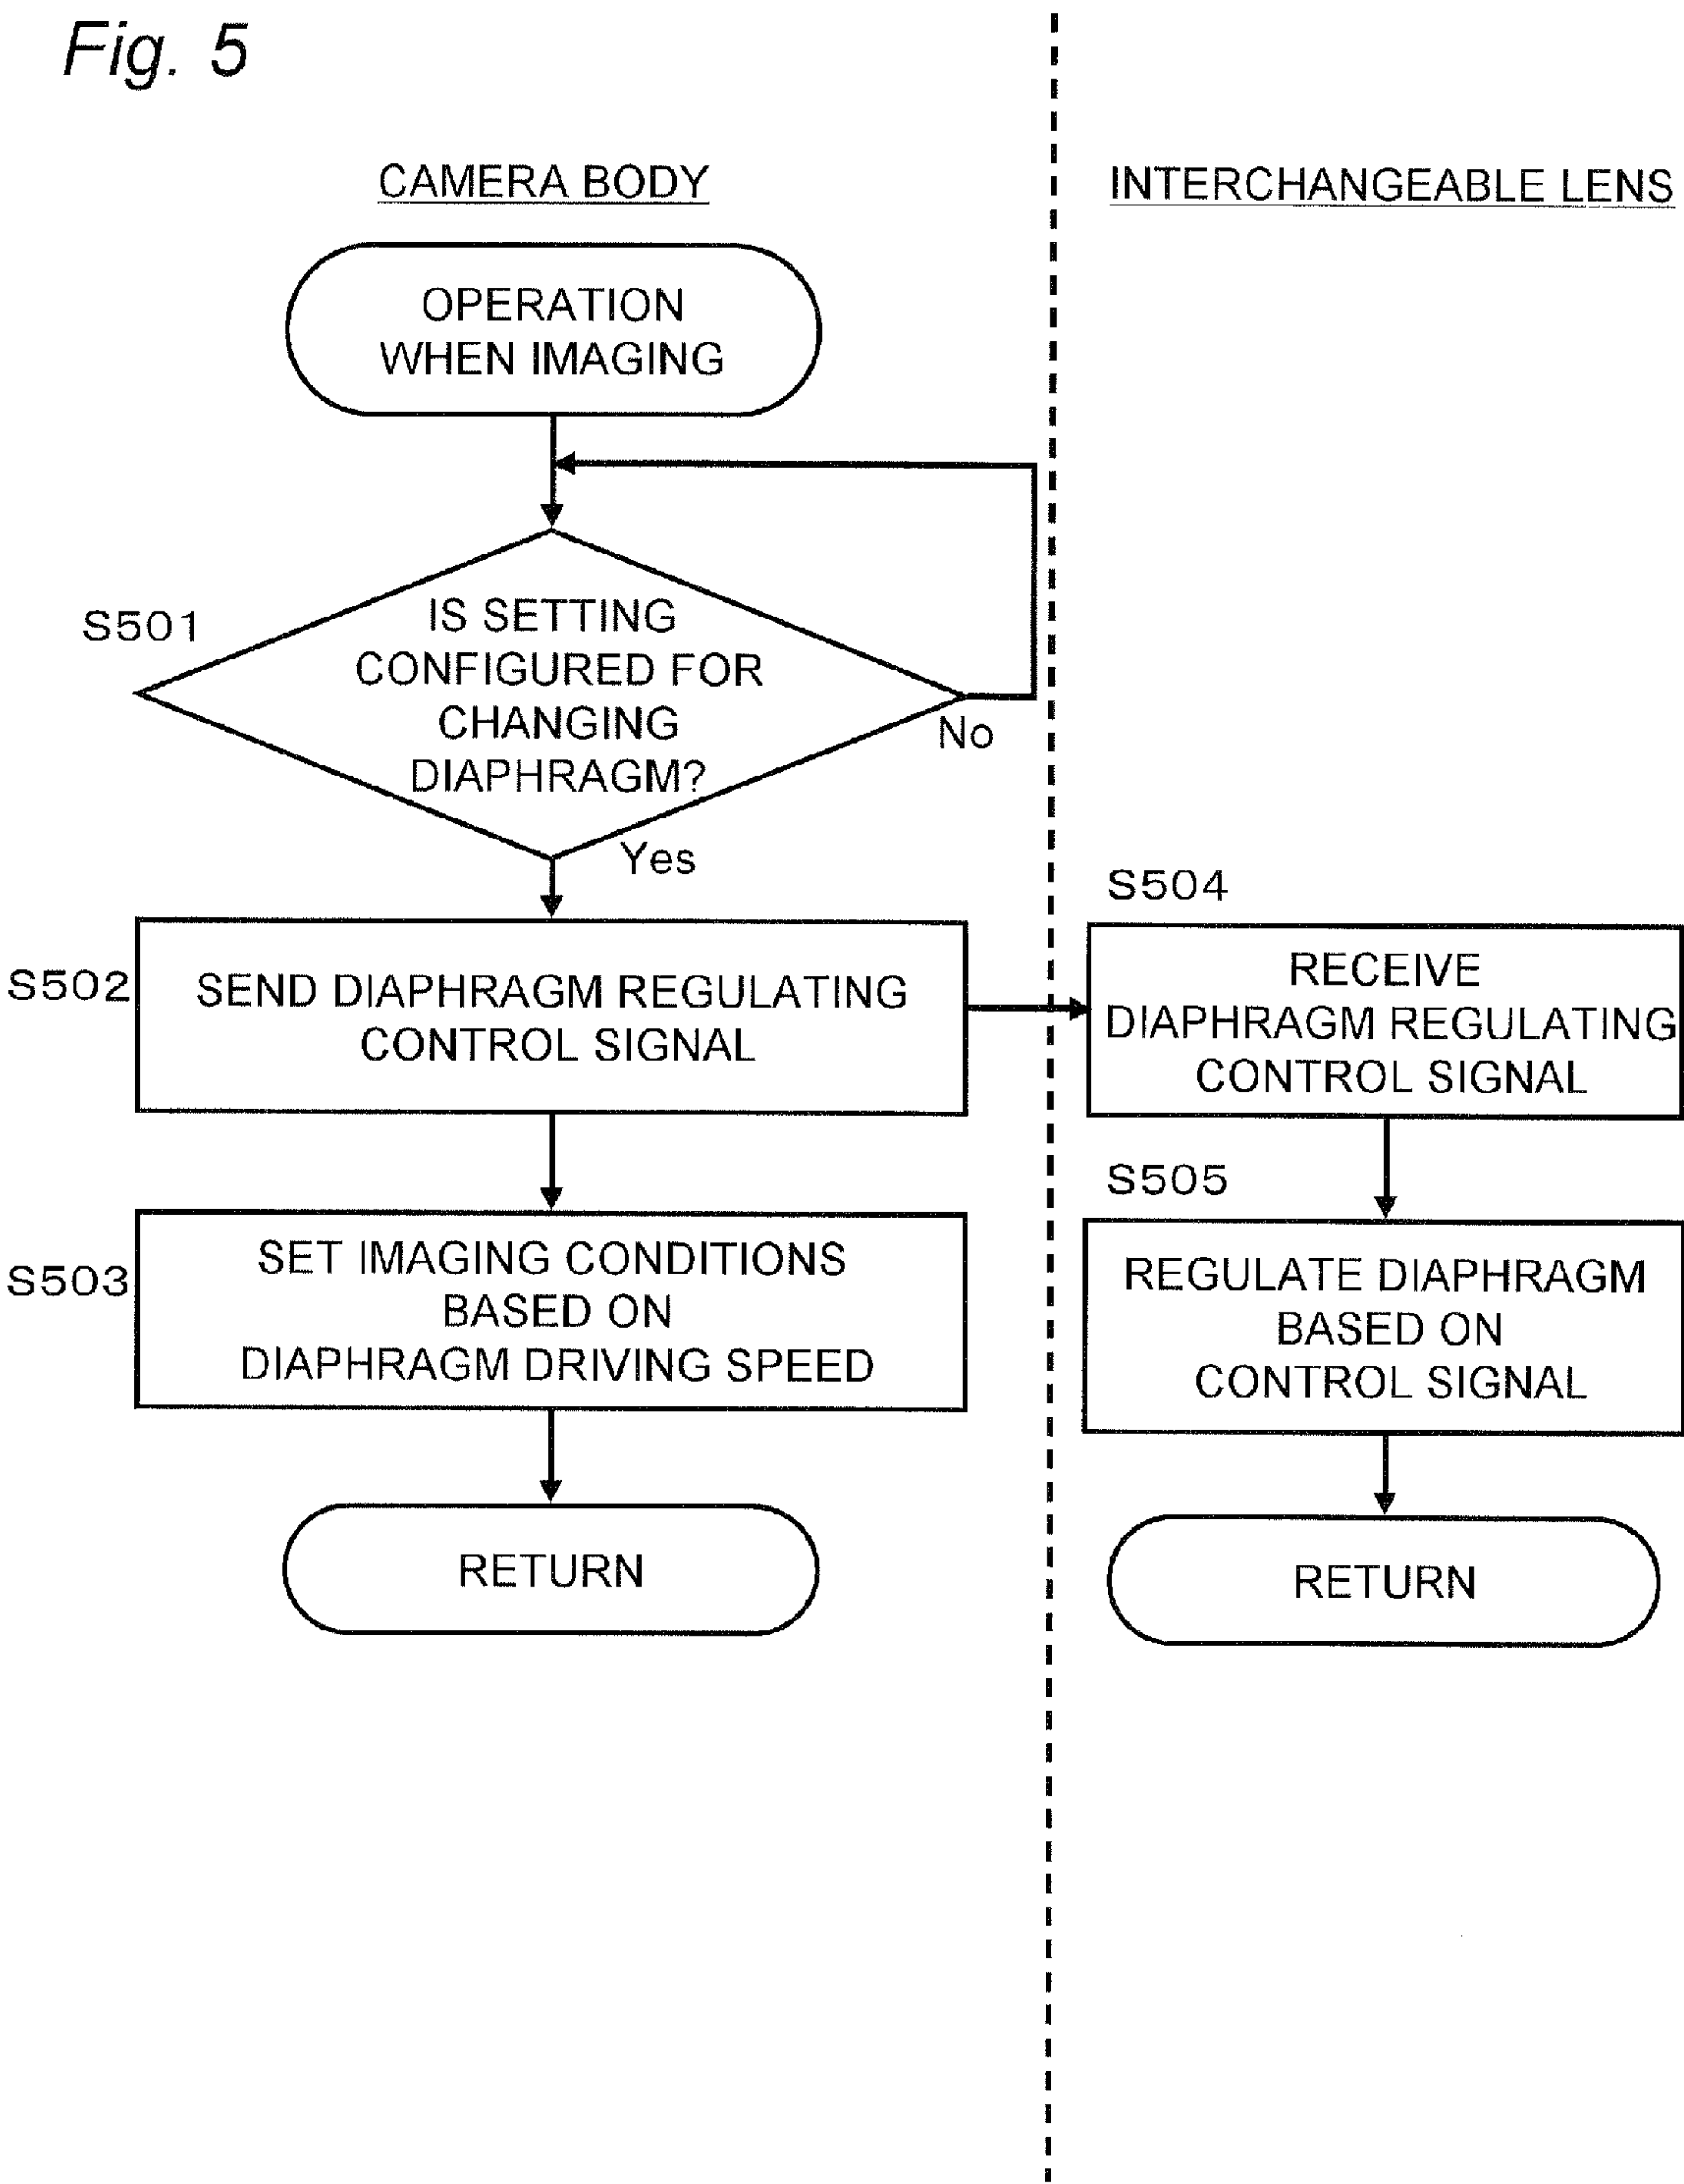 Fig. 5
CAMERA BODY
INTERCHANGEABLE LENS
OPERATION
WHEN IMAGING
S501
IS SETTING
CONFIGURED FOR
CHANGING
DIAPHRAGM?
No
Yes
S502
SEND DIAPHRAGM REGULATING
CONTROL SIGNAL
S504
RECEIVE
DIAPHRAGM REGULATING
CONTROL SIGNAL
S503
SET IMAGING CONDITIONS
BASED ON
DIAPHRAGM DRIVING SPEED
S505
REGULATE DIAPHRAGM
BASED ON
CONTROL SIGNAL
RETURN
RETURN